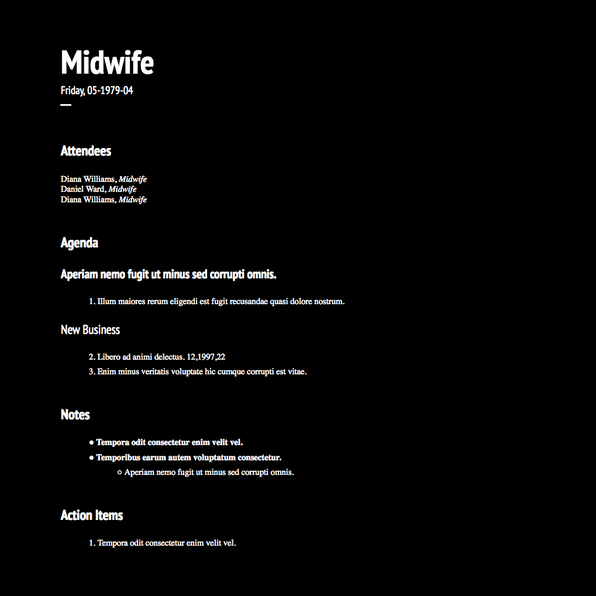 Midwife
Friday, 05-1979-04
Attendees
Diana Williams, Midwife
Daniel Ward, Midwife
Diana Williams, Midwife
Agenda
Aperiam nemo fugit ut minus sed corrupti omnis.
1. Illum maiores rerum eligendi est fugit recusandae quasi dolore nostrum.
New Business
2. Libero ad animi delectus. 12,1997,22
3. Enim minus veritatis voluptate hic cumque corrupti est vitae.
Notes
● Tempora odit consectetur enim velit vel.
● Temporibus earum autem voluptatum consectetur.
○ Aperiam nemo fugit ut minus sed corrupti omnis.
Action Items
1. Tempora odit consectetur enim velit vel.